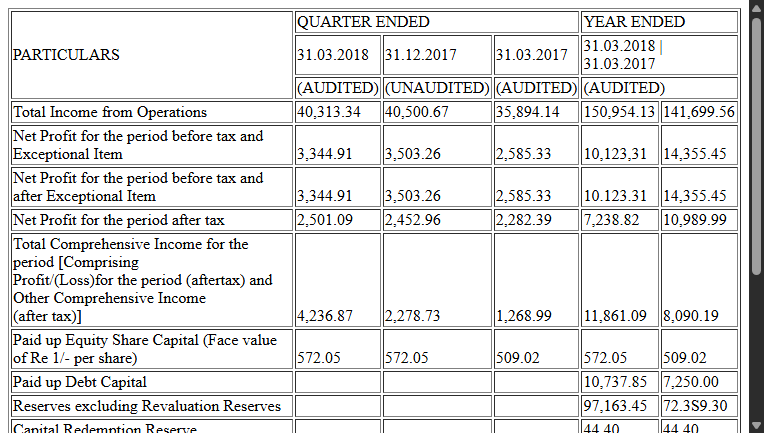 PARTICULARS QUARTER ENDED YEAR ENDED
31.03.2018 31.12.2017 31.03.2017 31.03.2018 |
31.03.2017
(AUDITED) (UNAUDITED) (AUDITED) (AUDITED)
Total Income from Operations 40,313.34 40,500.67 35,894.14 150,954.13 141,699.56
Net Profit for the period before tax and
Exceptional Item 3,344.91 3,503.26 2,585.33 10,123,31 14,355.45
Net Profit for the period before tax and
after Exceptional Item 3,344.91 3,503.26 2,585.33 10.123.31 14,355.45
Net Profit for the period after tax 2,501.09 2,452.96 2,282.39 7,238.82 10,989.99
Total Comprehensive Income for the
period [Comprising
Profit/(Loss)for the period (aftertax) and
Other Comprehensive Income
(after tax)] 4,236.87 2,278.73 1,268.99 11,861.09 8,090.19
Paid up Equity Share Capital (Face value
of Re 1/- per share) 572.05 572.05 509.02 572.05 509.02
Paid up Debt Capital 10,737.85 7,250.00
Reserves excluding Revaluation Reserves 97,163.45 72.3S9.30
Capital Redemption Reserve 44.40 44.40